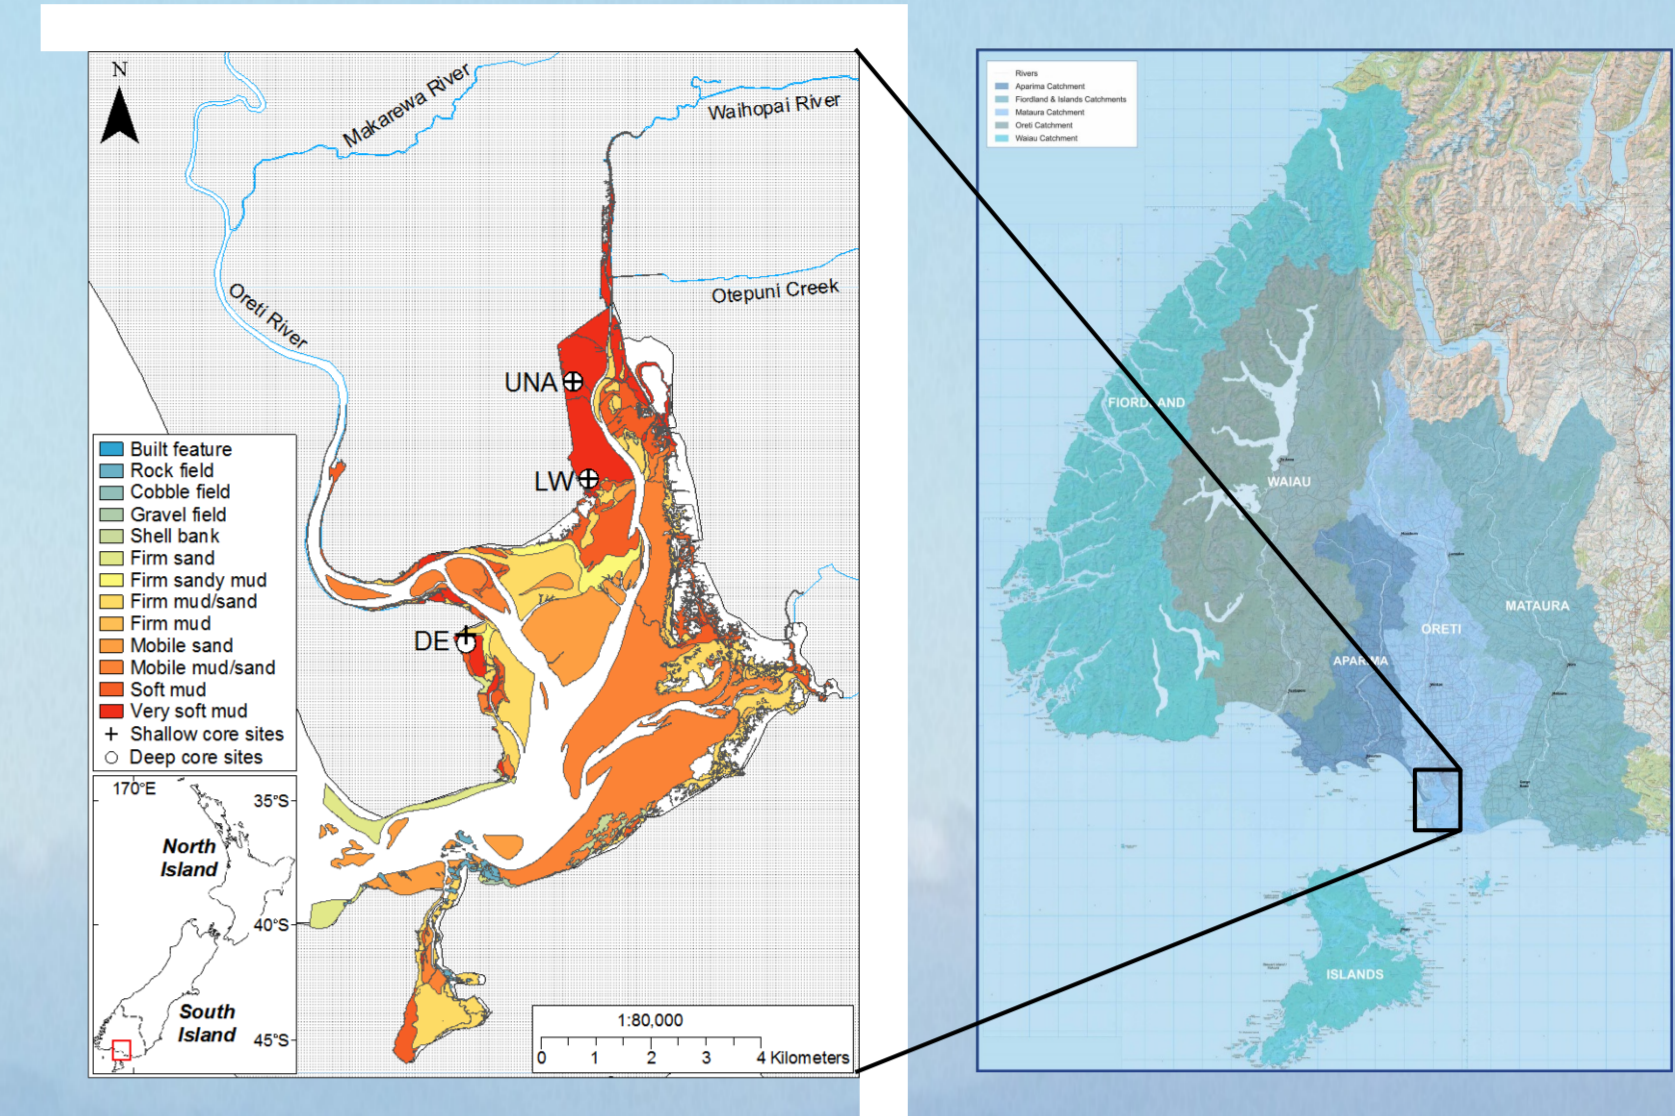 N
Makarewa River
Waihopai River
Otepuni Creek
Oreti River
UNA
LW
DE
Built feature
Rock field
Cobble field
Gravel field
Shell bank
Firm sand
Firm sandy mud
Firm mud/sand
Firm mud
Mobile sand
Mobile mud/sand
Soft mud
Very soft mud
Shallow core sites
Deep core sites
170°E
35°S
North
Island
40°S
South
Island
45°S
1:80,000
0 1 2 3 4 Kilometers
Rivers
Aparima Catchment
Fiordland & Islands Catchments
Mataura Catchment
Oreti Catchment
Waiau Catchment
FIORDLAND
WAIAU
MATAURA
ORETI
APARIMA
ISLANDS